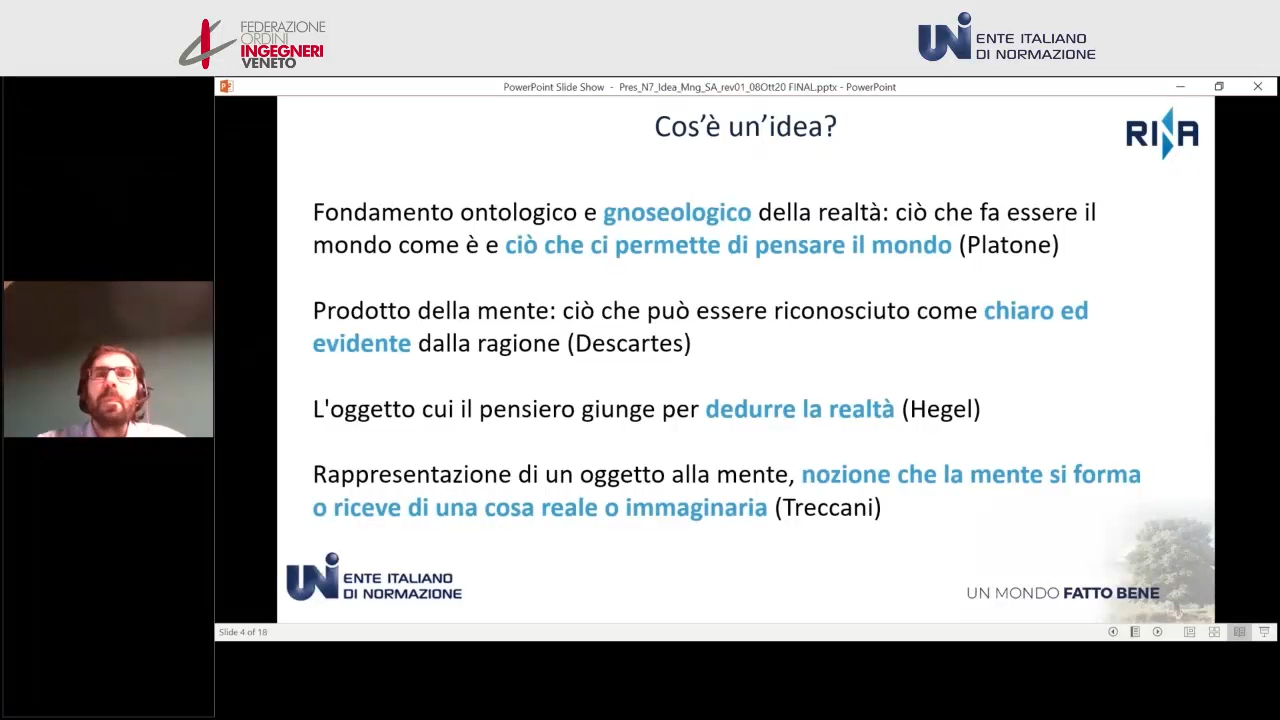 FEDERAZIONE
ORDINI
INGEGNERI
VENETO
UNI ENTE ITALIANO
DI NORMAZIONE
PowerPoint Slide Show - Pres_N7_Idea_Mng_SA_rev01_08Ott20 FINAL.pptx - PowerPoint
Cos'è un'idea?
RINA
Fondamento ontologico e gnoseologico della realtà: ciò che fa essere il
mondo come è e ciò che ci permette di pensare il mondo (Platone)
Prodotto della mente: ciò che può essere riconosciuto come chiaro ed
evidente dalla ragione (Descartes)
L'oggetto cui il pensiero giunge per dedurre la realtà (Hegel)
Rappresentazione di un oggetto alla mente, nozione che la mente si forma
o riceve di una cosa reale o immaginaria (Treccani)
UNI ENTE ITALIANO
DI NORMAZIONE
UN MONDO FATTO BENE
Slide 4 of 18